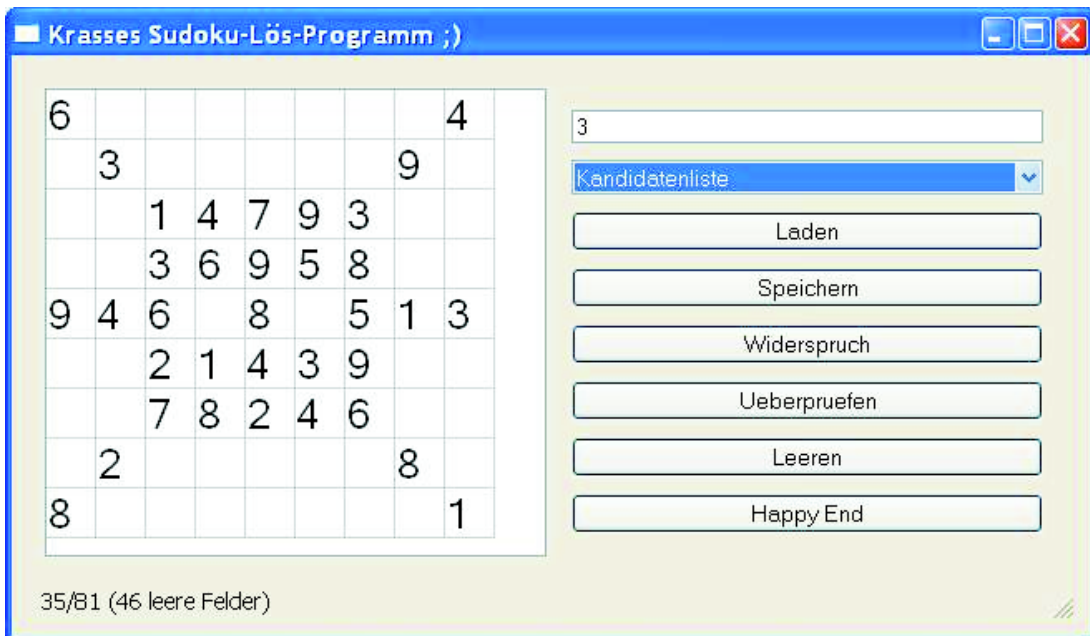 Krasses Sudoku-Lös-Programm ;)
6 4
3 9
1 4 7 9 3
3 6 9 5 8
9 4 6 8 5 1 3
2 1 4 3 9
7 8 2 4 6
2 8
8 1
3
Kandidatenliste
Laden
Speichern
Widerspruch
Ueberpruefen
Leeren
Happy End
35/81 (46 leere Felder)